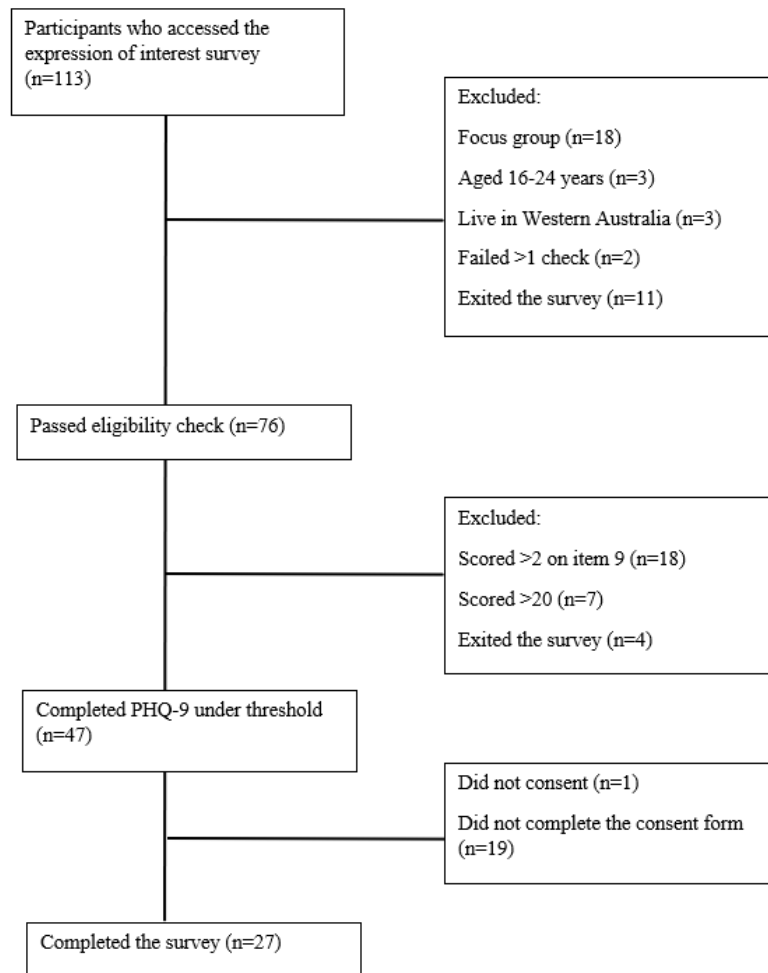 Participants who accessed the
expression of interest survey
(n=113)
Excluded:
Focus group (n=18)
Aged 16-24 years (n=3)
Live in Western Australia (n=3)
Failed >1 check (n=2)
Exited the survey (n=11)
Passed eligibility check (n=76)
Excluded:
Scored >2 on item 9 (n=18)
Scored >20 (n=7)
Exited the survey (n=4)
Completed PHQ-9 under threshold
(n=47)
Did not consent (n=1)
Did not complete the consent form
(n=19)
Completed the survey (n=27)